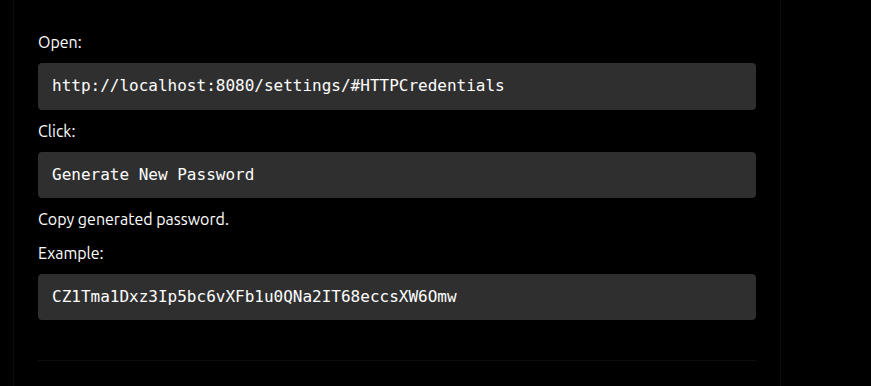 Open:
http://localhost:8080/settings/#HTTPCredentials
Click:
Generate New Password
Copy generated password.
Example:
CZ1Tma1Dxz3Ip5bc6vXFb1u0QNa2IT68eccsXW6Omw